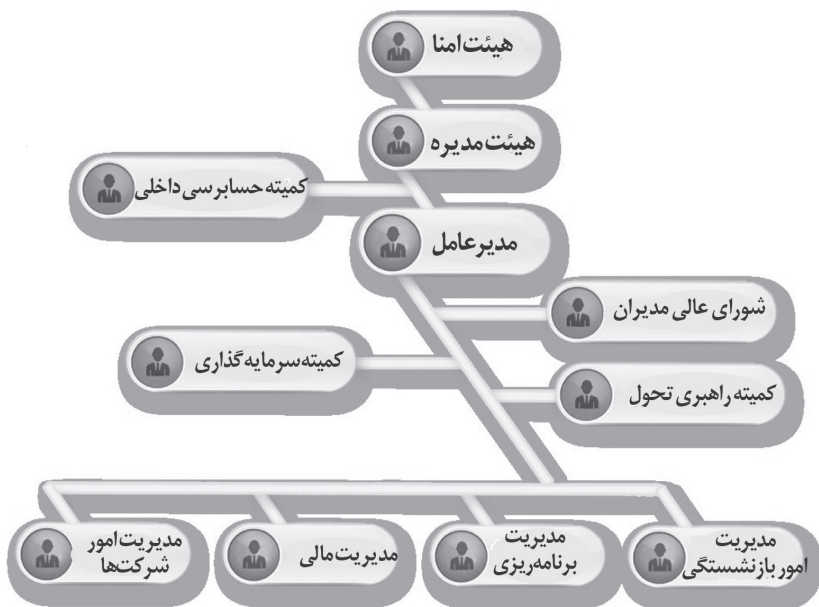 هیئت امنا
هیئت مدیره
کمیته حسابرسی داخلی
مدیرعامل
شورای عالی مدیران
کمیته سرمایه گذاری
کمیته راهبری تحول
مدیریت
امور بازنشستگی
مدیریت
برنامه‌ریزی
مدیریت مالی
مدیریت امور
شرکت‌ها